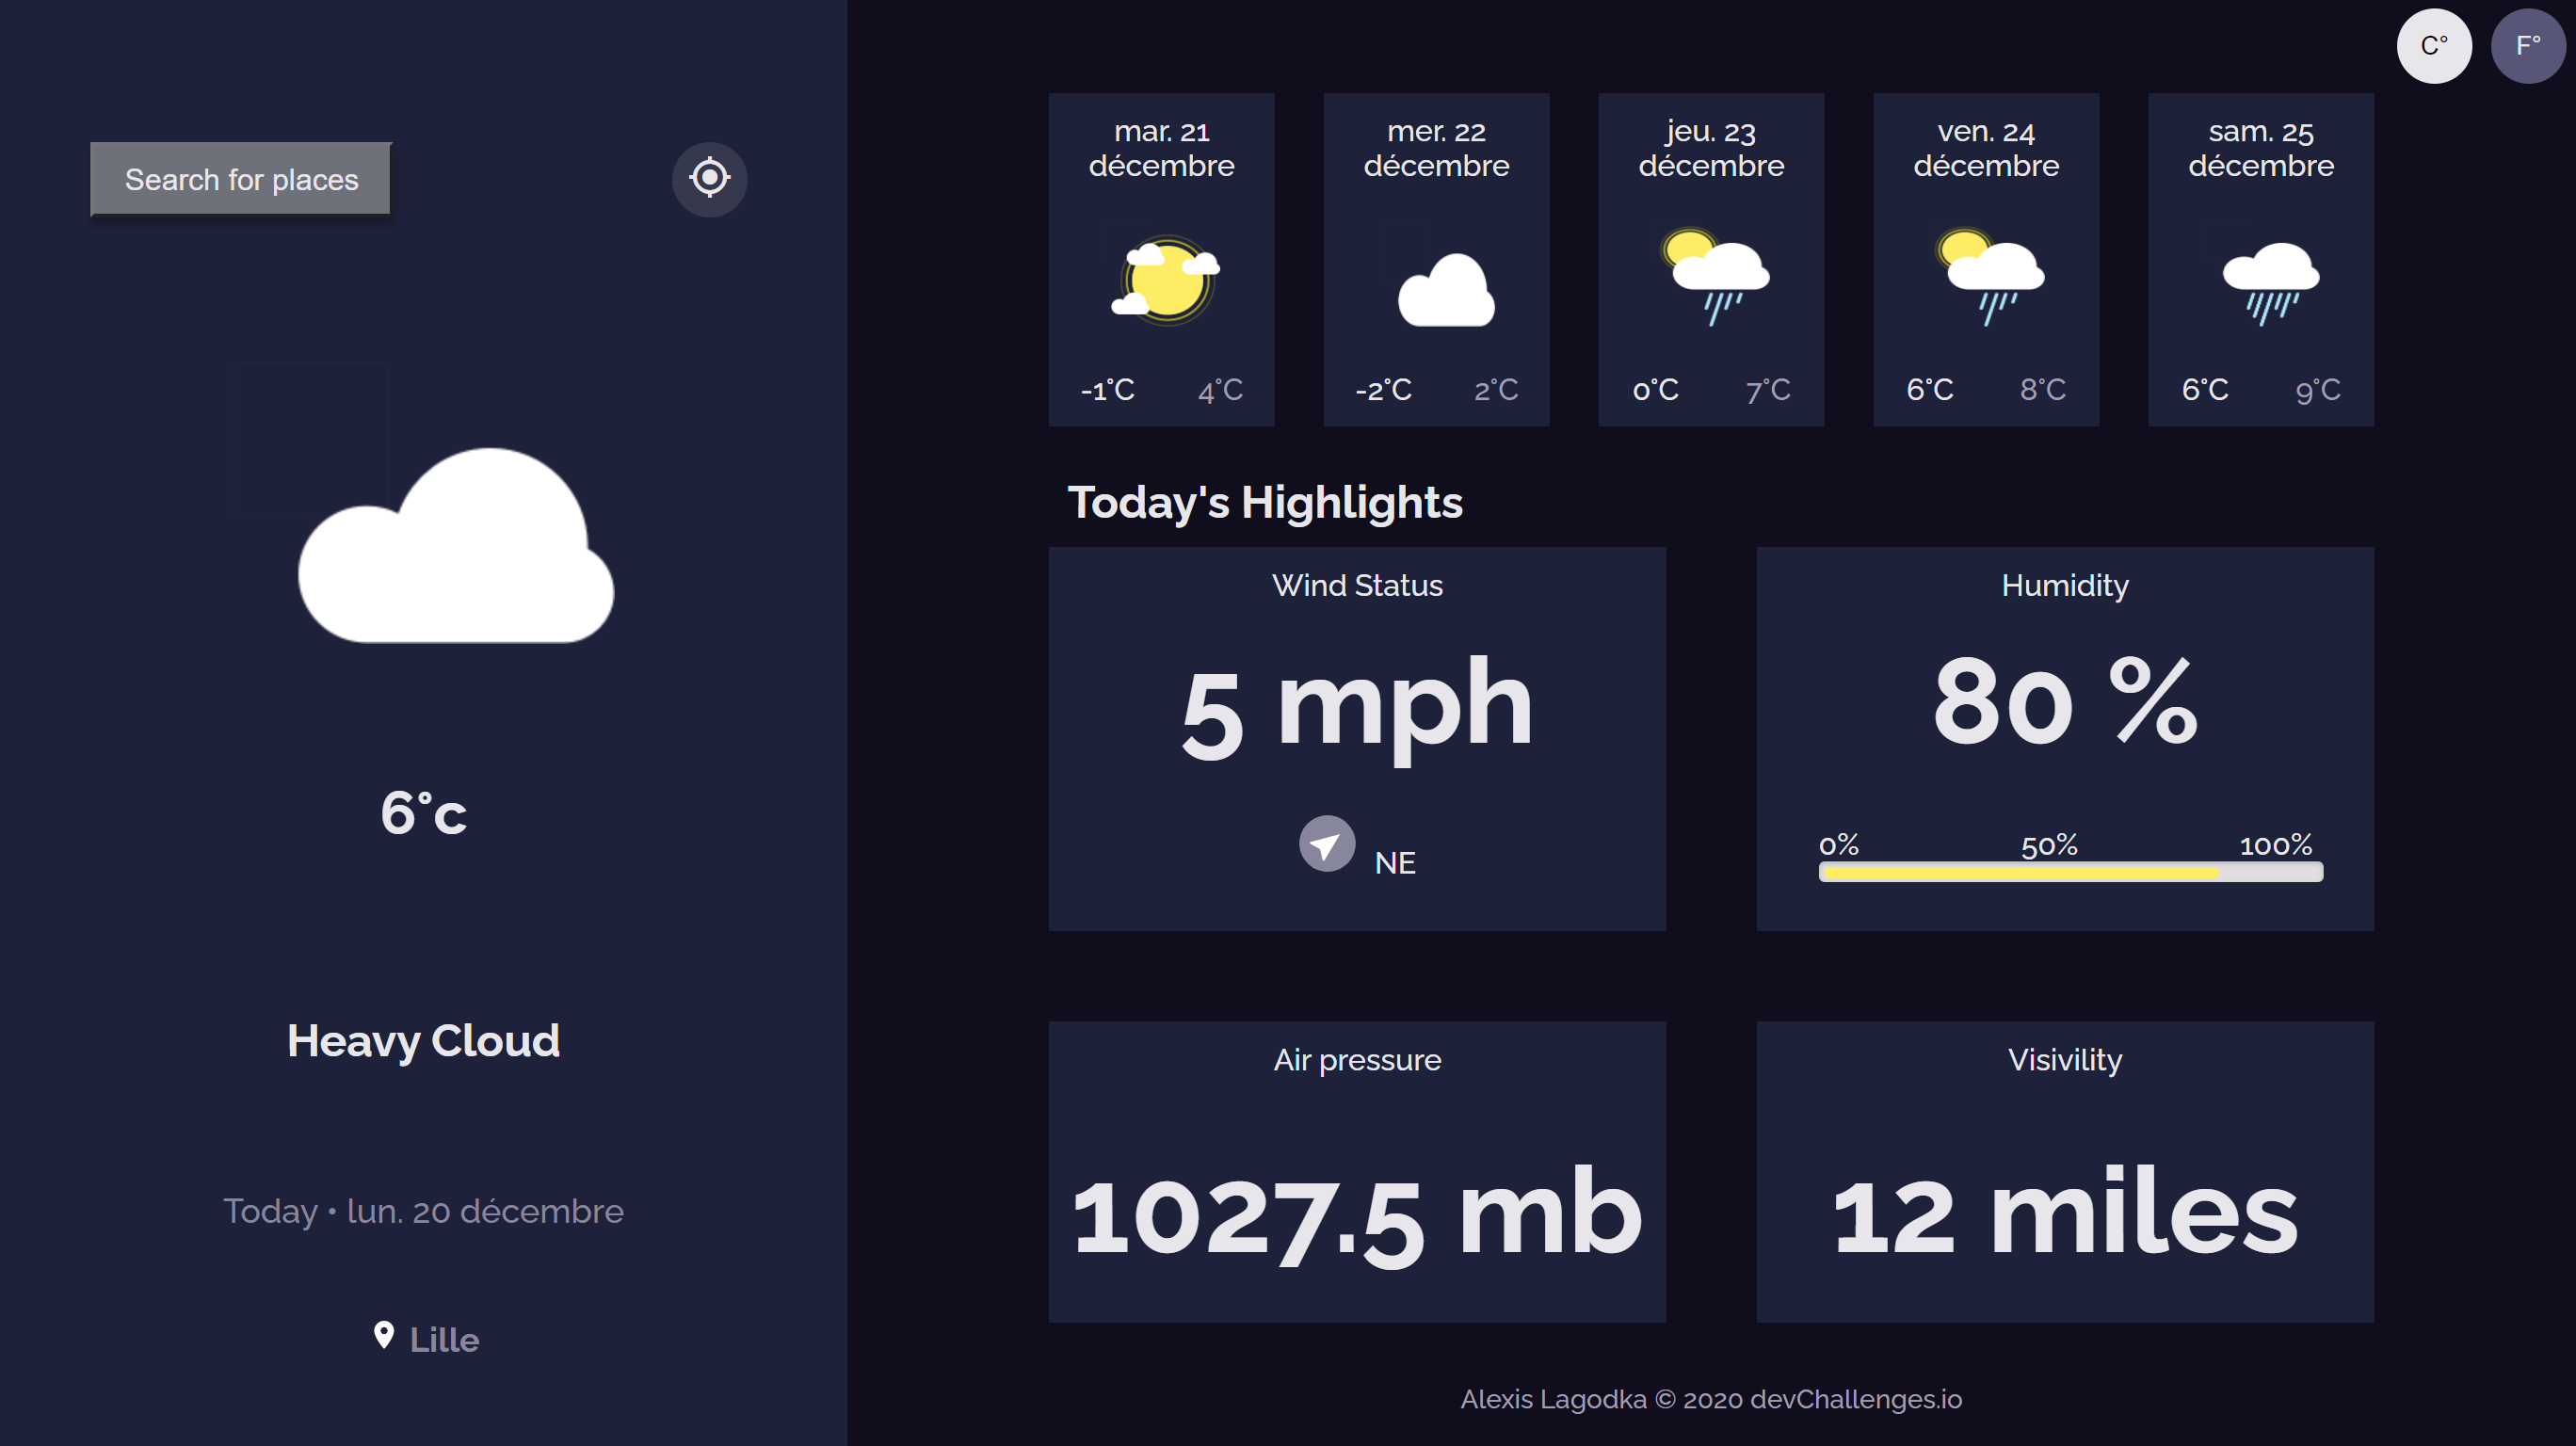 C° F°
Search for places
6°c
Heavy Cloud
Today • lun. 20 décembre
Lille
mar. 21
décembre
-1°C 4°C
mer. 22
décembre
-2°C 2°C
jeu. 23
décembre
0°C 7°C
ven. 24
décembre
6°C 8°C
sam. 25
décembre
6°C 9°C
Today's Highlights
Wind Status
5 mph
NE
Humidity
80 %
0% 50% 100%
Air pressure
1027.5 mb
Visivility
12 miles
Alexis Lagodka © 2020 devChallenges.io